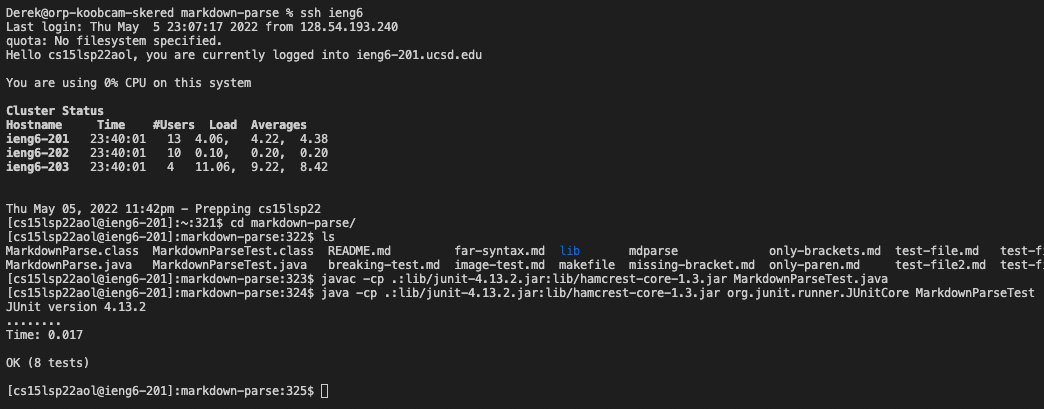 Derek@orp-koobcam-skered markdown-parse % ssh ieng6
Last login: Thu May  5 23:07:17 2022 from 128.54.193.240
quota: No filesystem specified.
Hello cs15lsp22aol, you are currently logged into ieng6-201.ucsd.edu
You are using 0% CPU on this system
Cluster Status
Hostname     Time    #Users  Load  Averages
ieng6-201   23:40:01   13  4.06,   4.22,  4.38
ieng6-202   23:40:01   10  0.10,   0.20,  0.20
ieng6-203   23:40:01   4   11.06,  9.22,  8.42
Thu May 05, 2022 11:42pm - Prepping cs15lsp22
[cs15lsp22aol@ieng6-201]:~:321$ cd markdown-parse/
[cs15lsp22aol@ieng6-201]:markdown-parse:322$ ls
MarkdownParse.class  MarkdownParseTest.class  README.md         far-syntax.md  lib       mdparse             only-brackets.md  test-file.md   test-f
MarkdownParse.java   MarkdownParseTest.java   breaking-test.md  image-test.md  makefile  missing-bracket.md  only-paren.md     test-file2.md  test-f
[cs15lsp22aol@ieng6-201]:markdown-parse:323$ javac -cp .:lib/junit-4.13.2.jar:lib/hamcrest-core-1.3.jar MarkdownParseTest.java
[cs15lsp22aol@ieng6-201]:markdown-parse:324$ java -cp .:lib/junit-4.13.2.jar:lib/hamcrest-core-1.3.jar org.junit.runner.JUnitCore MarkdownParseTest
JUnit version 4.13.2
........
Time: 0.017
OK (8 tests)
[cs15lsp22aol@ieng6-201]:markdown-parse:325$